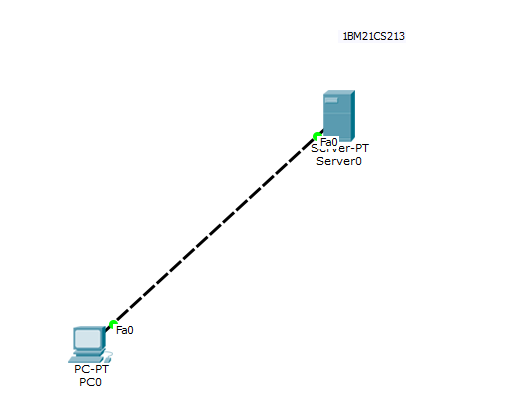 1BM21CS213
Fa0
Server-PT
Server0
Fa0
PC-PT
PC0